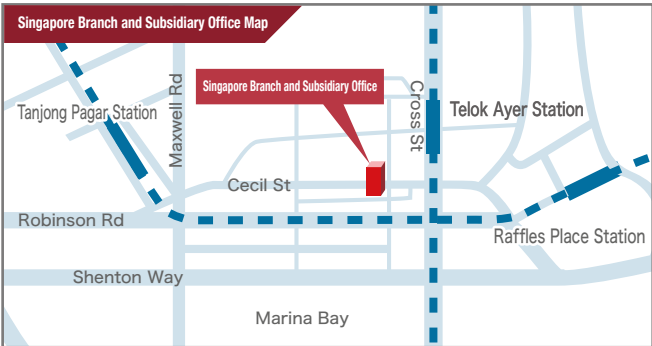 Singapore Branch and Subsidiary Office Map
Maxwell Rd
Singapore Branch and Subsidiary Office
Cross St
Tanjong Pagar Station
Telok Ayer Station
Cecil St
Robinson Rd
Raffles Place Station
Shenton Way
Marina Bay